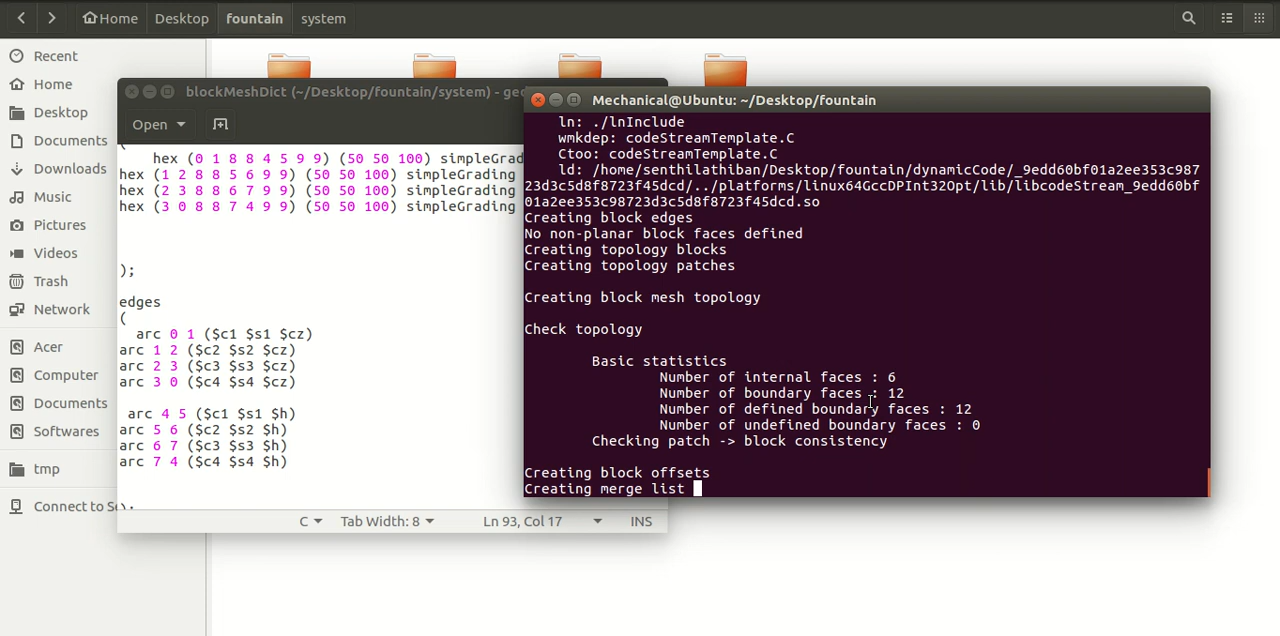 Home Desktop fountain system
Recent
Home
Desktop
Documents
Downloads
Music
Pictures
Videos
Trash
Network
Acer
Computer
Documents
Softwares
tmp
Connect to Se
blockMeshDict (~/Desktop/fountain/system) - ge
Open
(
hex (0 1 8 8 4 5 9 9) (50 50 100) simpleGrad
hex (1 2 8 8 5 6 9 9) (50 50 100) simpleGrading
hex (2 3 8 8 6 7 9 9) (50 50 100) simpleGrading
hex (3 0 8 8 7 4 9 9) (50 50 100) simpleGrading
);
edges
(
arc 0 1 ($c1 $s1 $cz)
arc 1 2 ($c2 $s2 $cz)
arc 2 3 ($c3 $s3 $cz)
arc 3 0 ($c4 $s4 $cz)
arc 4 5 ($c1 $s1 $h)
arc 5 6 ($c2 $s2 $h)
arc 6 7 ($c3 $s3 $h)
arc 7 4 ($c4 $s4 $h)
);
C Tab Width: 8 Ln 93, Col 17 INS
Mechanical@Ubuntu: ~/Desktop/fountain
ln: ./lnInclude
wmkdep: codeStreamTemplate.C
Ctoo: codeStreamTemplate.C
ld: /home/senthilathiban/Desktop/fountain/dynamicCode/_9edd60bf01a2ee353c987
23d3c5d8f8723f45dcd/../platforms/linux64GccDPInt32Opt/lib/libcodeStream_9edd60bf
01a2ee353c98723d3c5d8f8723f45dcd.so
Creating block edges
No non-planar block faces defined
Creating topology blocks
Creating topology patches
Creating block mesh topology
Check topology
Basic statistics
Number of internal faces : 6
Number of boundary faces : 12
Number of defined boundary faces : 12
Number of undefined boundary faces : 0
Checking patch -> block consistency
Creating block offsets
Creating merge list